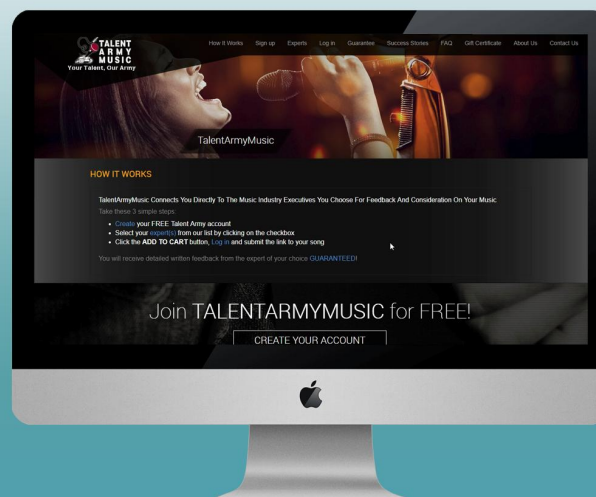 TALENT
ARMY
MUSIC
Your Talent, Our Army
How It Works Sign up Experts Log in Guarantee Success Stories FAQ Gift Certificate About Us Contact Us
TalentArmyMusic
HOW IT WORKS
TalentArmyMusic Connects You Directly To The Music Industry Executives You Choose For Feedback And Consideration On Your Music
Take these 3 simple steps:
• Create your FREE Talent Army account
• Select your expert(s) from our list by clicking on the checkbox
• Click the ADD TO CART button, Log in and submit the link to your song
You will receive detailed written feedback from the expert of your choice GUARANTEED!
Join TALENTARMYMUSIC for FREE!
CREATE YOUR ACCOUNT